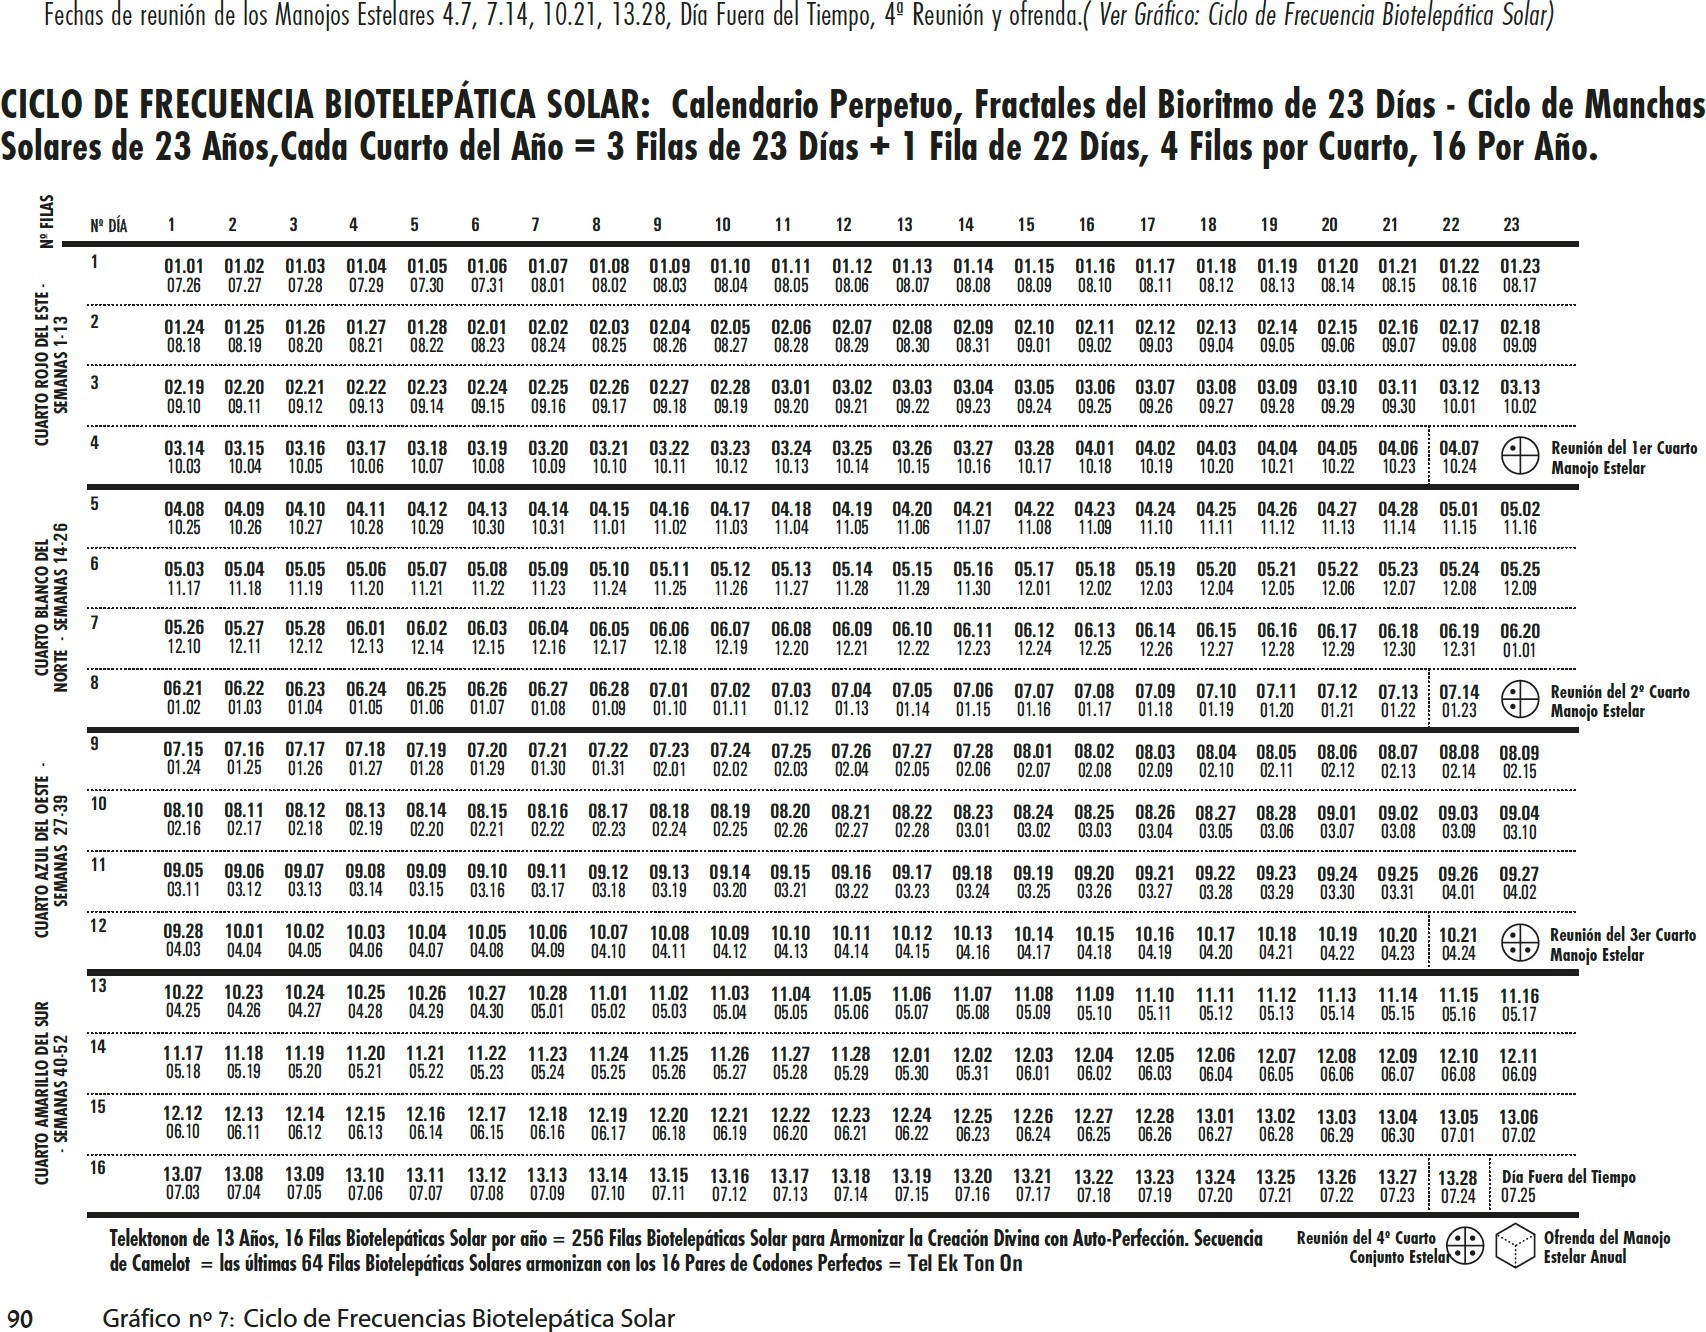 Fechas de reunión de los Manojos Estelares 4.7, 7.14, 10.21, 13.28, Día Fuera del Tiempo, 4ª Reunión y ofrenda.( Ver Gráfico: Ciclo de Frecuencia Biotelepática Solar)
CICLO DE FRECUENCIA BIOTELEPÁTICA SOLAR: Calendario Perpetuo, Fractales del Bioritmo de 23 Días - Ciclo de Manchas
Solares de 23 Años,Cada Cuarto del Año = 3 Filas de 23 Días + 1 Fila de 22 Días, 4 Filas por Cuarto, 16 Por Año.
Nº FILAS
Nº DÍA 1 2 3 4 5 6 7 8 9 10 11 12 13 14 15 16 17 18 19 20 21 22 23
CUARTO ROJO DEL ESTE -
SEMANAS 1-13
1
01.01 01.02 01.03 01.04 01.05 01.06 01.07 01.08 01.09 01.10 01.11 01.12 01.13 01.14 01.15 01.16 01.17 01.18 01.19 01.20 01.21 01.22 01.23
07.26 07.27 07.28 07.29 07.30 07.31 08.01 08.02 08.03 08.04 08.05 08.06 08.07 08.08 08.09 08.10 08.11 08.12 08.13 08.14 08.15 08.16 08.17
2
01.24 01.25 01.26 01.27 01.28 02.01 02.02 02.03 02.04 02.05 02.06 02.07 02.08 02.09 02.10 02.11 02.12 02.13 02.14 02.15 02.16 02.17 02.18
08.18 08.19 08.20 08.21 08.22 08.23 08.24 08.25 08.26 08.27 08.28 08.29 08.30 08.31 09.01 09.02 09.03 09.04 09.05 09.06 09.07 09.08 09.09
3
02.19 02.20 02.21 02.22 02.23 02.24 02.25 02.26 02.27 02.28 03.01 03.02 03.03 03.04 03.05 03.06 03.07 03.08 03.09 03.10 03.11 03.12 03.13
09.10 09.11 09.12 09.13 09.14 09.15 09.16 09.17 09.18 09.19 09.20 09.21 09.22 09.23 09.24 09.25 09.26 09.27 09.28 09.29 09.30 10.01 10.02
4
03.14 03.15 03.16 03.17 03.18 03.19 03.20 03.21 03.22 03.23 03.24 03.25 03.26 03.27 03.28 04.01 04.02 04.03 04.04 04.05 04.06 04.07 Reunión del 1er Cuarto
10.03 10.04 10.05 10.06 10.07 10.08 10.09 10.10 10.11 10.12 10.13 10.14 10.15 10.16 10.17 10.18 10.19 10.20 10.21 10.22 10.23 10.24 Manojo Estelar
CUARTO BLANCO DEL
NORTE - SEMANAS 14-26
5
04.08 04.09 04.10 04.11 04.12 04.13 04.14 04.15 04.16 04.17 04.18 04.19 04.20 04.21 04.22 04.23 04.24 04.25 04.26 04.27 04.28 05.01 05.02
10.25 10.26 10.27 10.28 10.29 10.30 10.31 11.01 11.02 11.03 11.04 11.05 11.06 11.07 11.08 11.09 11.10 11.11 11.12 11.13 11.14 11.15 11.16
6
05.03 05.04 05.05 05.06 05.07 05.08 05.09 05.10 05.11 05.12 05.13 05.14 05.15 05.16 05.17 05.18 05.19 05.20 05.21 05.22 05.23 05.24 05.25
11.17 11.18 11.19 11.20 11.21 11.22 11.23 11.24 11.25 11.26 11.27 11.28 11.29 11.30 12.01 12.02 12.03 12.04 12.05 12.06 12.07 12.08 12.09
7
05.26 05.27 05.28 06.01 06.02 06.03 06.04 06.05 06.06 06.07 06.08 06.09 06.10 06.11 06.12 06.13 06.14 06.15 06.16 06.17 06.18 06.19 06.20
12.10 12.11 12.12 12.13 12.14 12.15 12.16 12.17 12.18 12.19 12.20 12.21 12.22 12.23 12.24 12.25 12.26 12.27 12.28 12.29 12.30 12.31 01.01
8
06.21 06.22 06.23 06.24 06.25 06.26 06.27 06.28 07.01 07.02 07.03 07.04 07.05 07.06 07.07 07.08 07.09 07.10 07.11 07.12 07.13 07.14 Reunión del 2º Cuarto
01.02 01.03 01.04 01.05 01.06 01.07 01.08 01.09 01.10 01.11 01.12 01.13 01.14 01.15 01.16 01.17 01.18 01.19 01.20 01.21 01.22 01.23 Manojo Estelar
CUARTO AZUL DEL OESTE -
SEMANAS 27-39
9
07.15 07.16 07.17 07.18 07.19 07.20 07.21 07.22 07.23 07.24 07.25 07.26 07.27 07.28 08.01 08.02 08.03 08.04 08.05 08.06 08.07 08.08 08.09
01.24 01.25 01.26 01.27 01.28 01.29 01.30 01.31 02.01 02.02 02.03 02.04 02.05 02.06 02.07 02.08 02.09 02.10 02.11 02.12 02.13 02.14 02.15
10
08.10 08.11 08.12 08.13 08.14 08.15 08.16 08.17 08.18 08.19 08.20 08.21 08.22 08.23 08.24 08.25 08.26 08.27 08.28 09.01 09.02 09.03 09.04
02.16 02.17 02.18 02.19 02.20 02.21 02.22 02.23 02.24 02.25 02.26 02.27 02.28 03.01 03.02 03.03 03.04 03.05 03.06 03.07 03.08 03.09 03.10
11
09.05 09.06 09.07 09.08 09.09 09.10 09.11 09.12 09.13 09.14 09.15 09.16 09.17 09.18 09.19 09.20 09.21 09.22 09.23 09.24 09.25 09.26 09.27
03.11 03.12 03.13 03.14 03.15 03.16 03.17 03.18 03.19 03.20 03.21 03.22 03.23 03.24 03.25 03.26 03.27 03.28 03.29 03.30 03.31 04.01 04.02
12
09.28 10.01 10.02 10.03 10.04 10.05 10.06 10.07 10.08 10.09 10.10 10.11 10.12 10.13 10.14 10.15 10.16 10.17 10.18 10.19 10.20 10.21 Reunión del 3er Cuarto
04.03 04.04 04.05 04.06 04.07 04.08 04.09 04.10 04.11 04.12 04.13 04.14 04.15 04.16 04.17 04.18 04.19 04.20 04.21 04.22 04.23 04.24 Manojo Estelar
CUARTO AMARILLO DEL SUR
- SEMANAS 40-52
13
10.22 10.23 10.24 10.25 10.26 10.27 10.28 11.01 11.02 11.03 11.04 11.05 11.06 11.07 11.08 11.09 11.10 11.11 11.12 11.13 11.14 11.15 11.16
04.25 04.26 04.27 04.28 04.29 04.30 05.01 05.02 05.03 05.04 05.05 05.06 05.07 05.08 05.09 05.10 05.11 05.12 05.13 05.14 05.15 05.16 05.17
14
11.17 11.18 11.19 11.20 11.21 11.22 11.23 11.24 11.25 11.26 11.27 11.28 12.01 12.02 12.03 12.04 12.05 12.06 12.07 12.08 12.09 12.10 12.11
05.18 05.19 05.20 05.21 05.22 05.23 05.24 05.25 05.26 05.27 05.28 05.29 05.30 05.31 06.01 06.02 06.03 06.04 06.05 06.06 06.07 06.08 06.09
15
12.12 12.13 12.14 12.15 12.16 12.17 12.18 12.19 12.20 12.21 12.22 12.23 12.24 12.25 12.26 12.27 12.28 13.01 13.02 13.03 13.04 13.05 13.06
06.10 06.11 06.12 06.13 06.14 06.15 06.16 06.17 06.18 06.19 06.20 06.21 06.22 06.23 06.24 06.25 06.26 06.27 06.28 06.29 06.30 07.01 07.02
16
13.07 13.08 13.09 13.10 13.11 13.12 13.13 13.14 13.15 13.16 13.17 13.18 13.19 13.20 13.21 13.22 13.23 13.24 13.25 13.26 13.27 13.28 Día Fuera del Tiempo
07.03 07.04 07.05 07.06 07.07 07.08 07.09 07.10 07.11 07.12 07.13 07.14 07.15 07.16 07.17 07.18 07.19 07.20 07.21 07.22 07.23 07.24 07.25
Telektonon de 13 Años, 16 Filas Biotelepáticas Solar por año = 256 Filas Biotelepáticas Solar para Armonizar la Creación Divina con Auto-Perfección. Secuencia
de Camelot = las últimas 64 Filas Biotelepáticas Solares armonizan con los 16 Pares de Codones Perfectos = Tel Ek Ton On
Reunión del 4º Cuarto
Conjunto Estelar
Ofrenda del Manojo
Estelar Anual
90 Gráfico nº 7: Ciclo de Frecuencias Biotelepática Solar